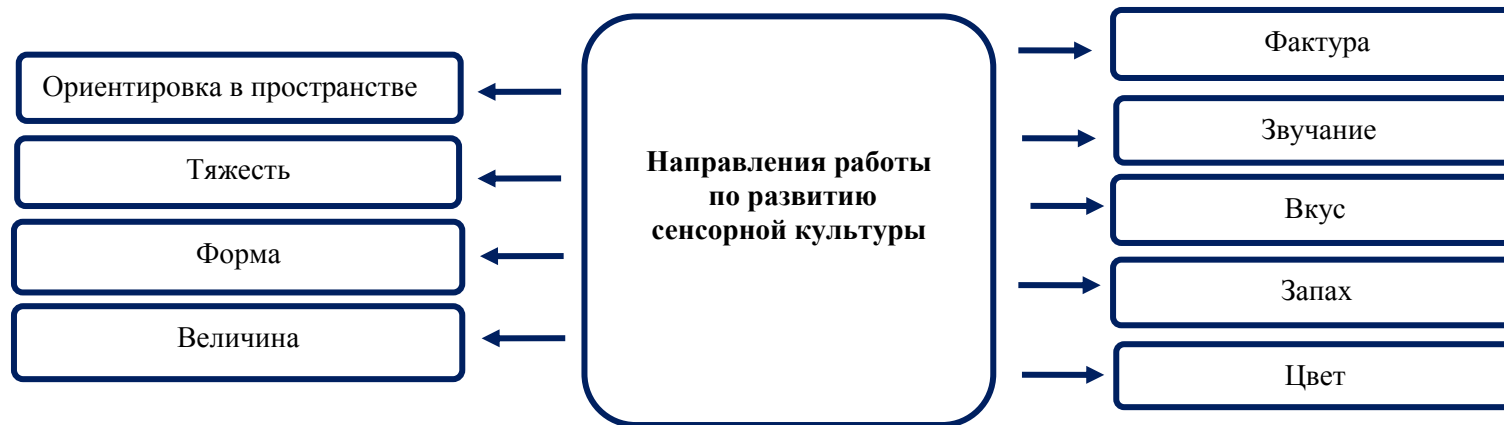 Ориентировка в пространстве
Тяжесть
Форма
Величина
Направления работы
по развитию
сенсорной культуры
Фактура
Звучание
Вкус
Запах
Цвет